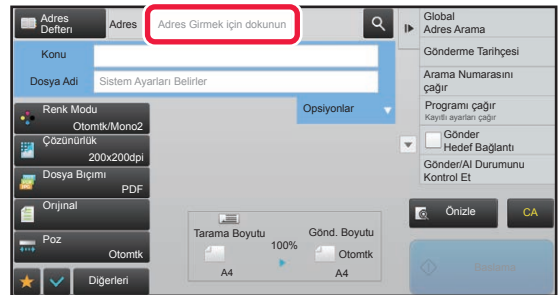 Adres
Defteri
Adres
Adres Girmek için dokunun
Konu
Dosya Adi
Sistem Ayarları Belirler
Opsiyonlar
Renk Modu
Otomtk/Mono2
Çözünürlük
200x200dpi
Dosya Bıçımı
PDF
Orıjınal
Poz
Otomtk
Diğerleri
Tarama Boyutu
A4
100%
Gönd. Boyutu
Otomtk
A4
Global
Adres Arama
Gönderme Tarihçesi
Arama Numarasını
çağır
Programı çağır
Kayıtlı ayarları çağır
Gönder
Hedef Bağlantı
Gönder/Al Durumunu
Kontrol Et
Önizle
CA